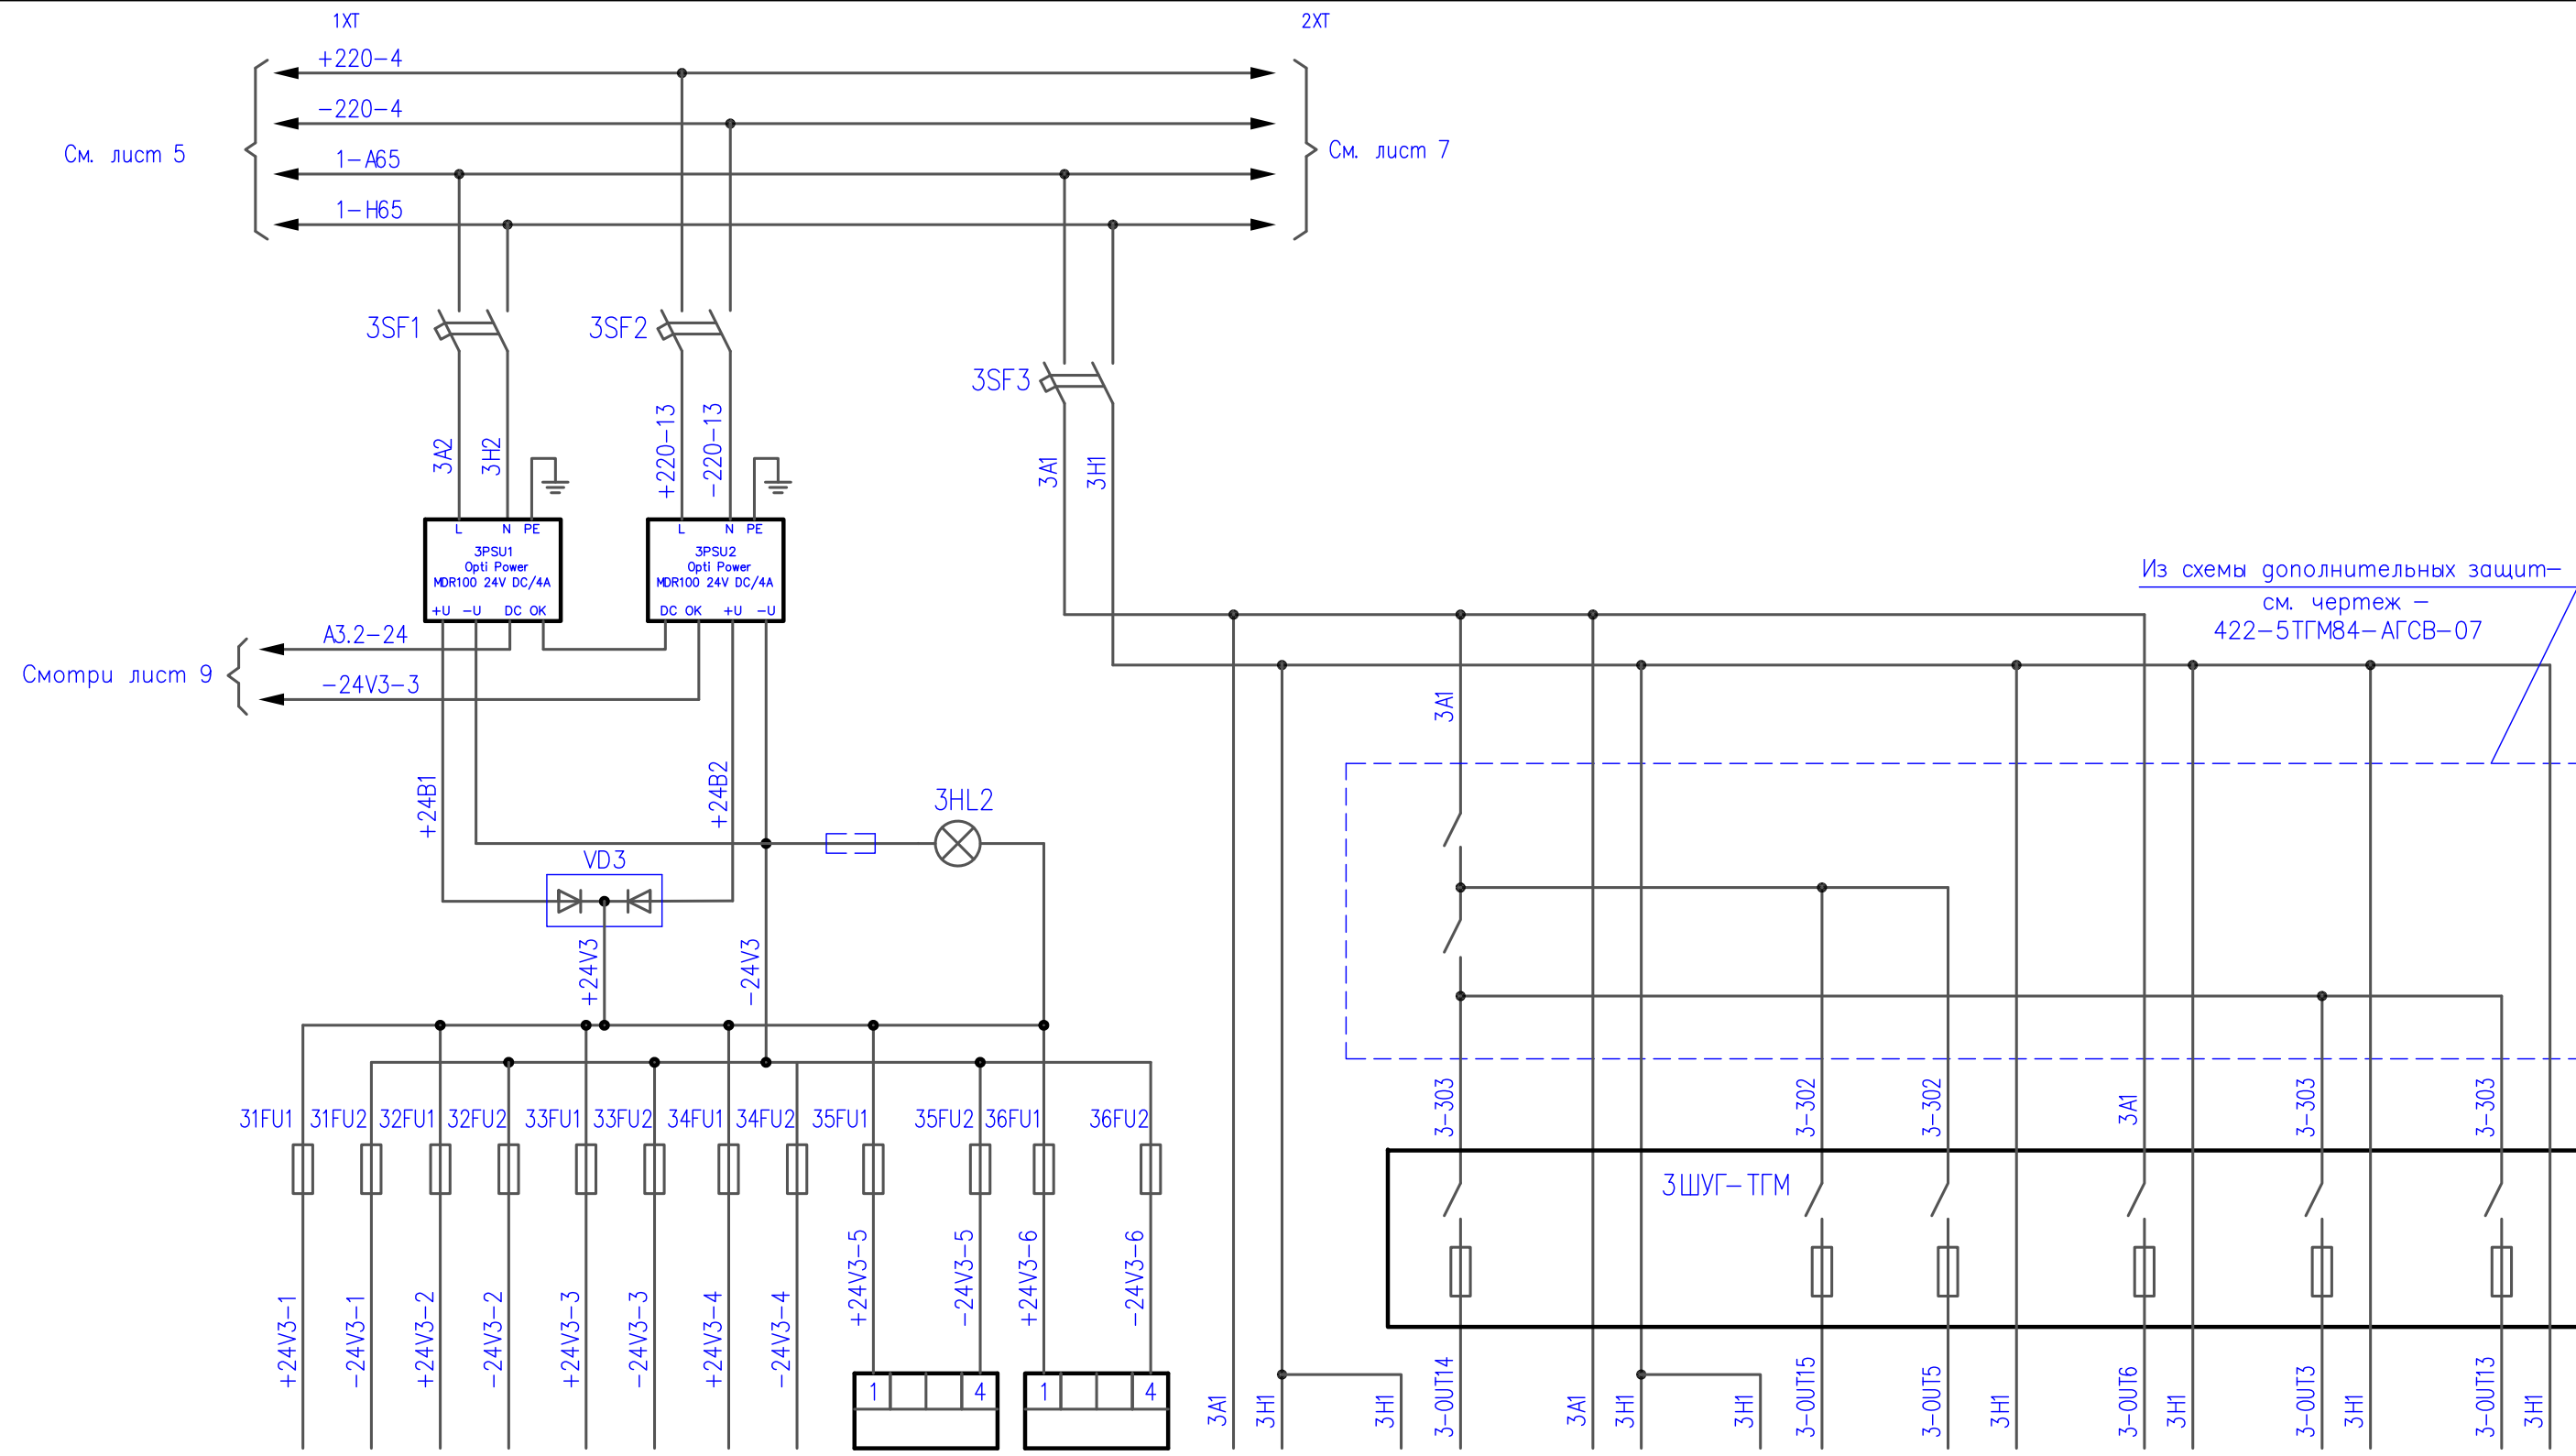 1XT
2XT
+220-4
-220-4
1-A65
1-H65
См. лист 5
См. лист 7
3SF1
3SF2
3SF3
3A2
3H2
+220-13
-220-13
3A1
3H1
L N PE
3PSU1
Opti Power
MDR100 24V DC/4A
+U -U DC OK
L N PE
3PSU2
Opti Power
MDR100 24V DC/4A
DC OK +U -U
A3.2-24
-24V3-3
Смотри лист 9
Из схемы дополнительных защит-
см. чертеж -
422-5ТГМ84-АГСВ-07
3A1
+24B1
+24B2
3HL2
VD3
+24V3
-24V3
31FU1
31FU2
32FU1
32FU2
33FU1
33FU2
34FU1
34FU2
35FU1
35FU2
36FU1
36FU2
3-303
3-302
3-302
3A1
3-303
3-303
3ШУГ-ТГМ
+24V3-1
-24V3-1
+24V3-2
-24V3-2
+24V3-3
-24V3-3
+24V3-4
-24V3-4
+24V3-5
-24V3-5
+24V3-6
-24V3-6
1 4
1 4
3A1
3H1
3H1
3-OUT14
3A1
3H1
3H1
3-OUT15
3-OUT5
3H1
3-OUT6
3H1
3-OUT3
3H1
3-OUT13
3H1